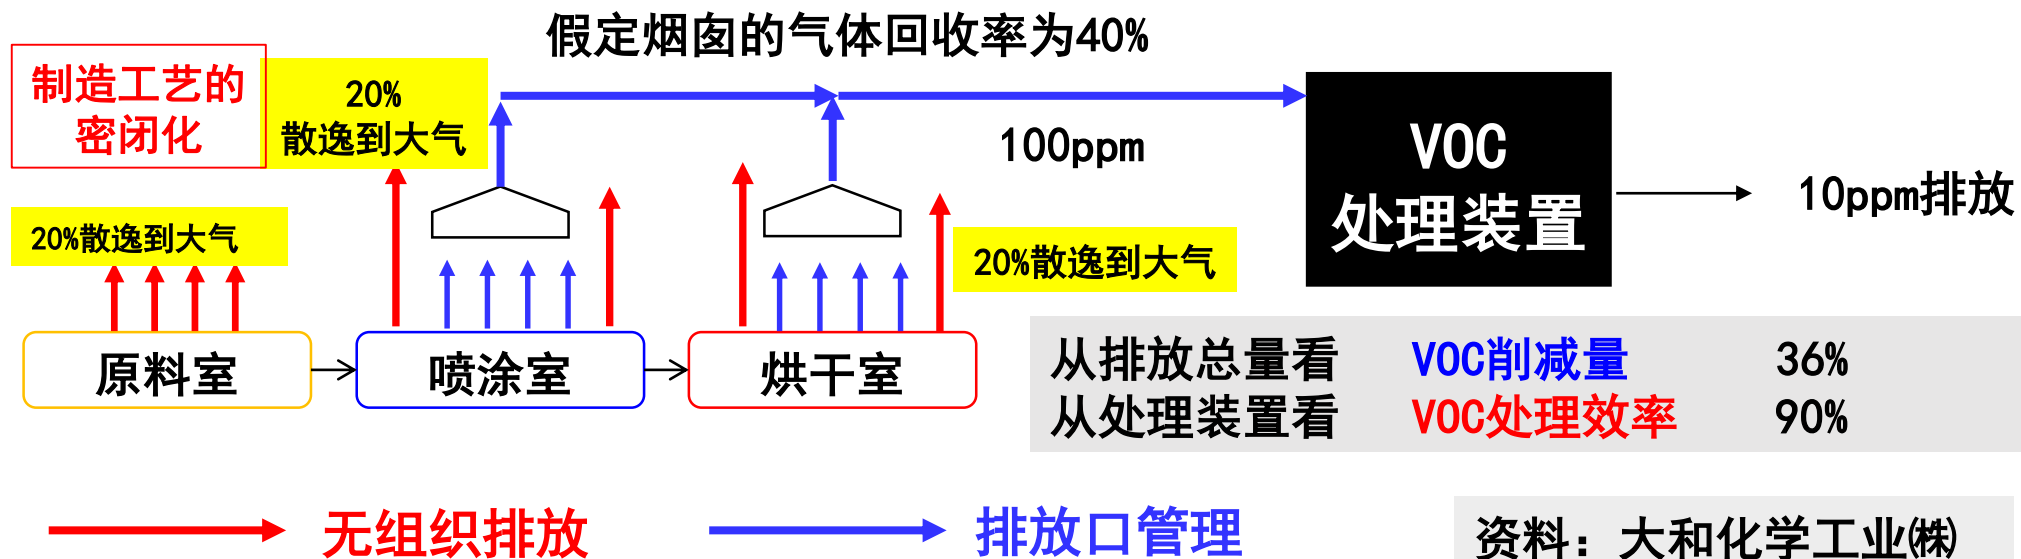 假定烟囱的气体回收率为40%
制造工艺的
密闭化
20%
散逸到大气
100ppm
VOC
处理装置
10ppm排放
20%散逸到大气
20%散逸到大气
原料室
喷涂室
烘干室
从排放总量看 VOC削减量 36%
从处理装置看 VOC处理效率 90%
无组织排放
排放口管理
资料：大和化学工业㈱